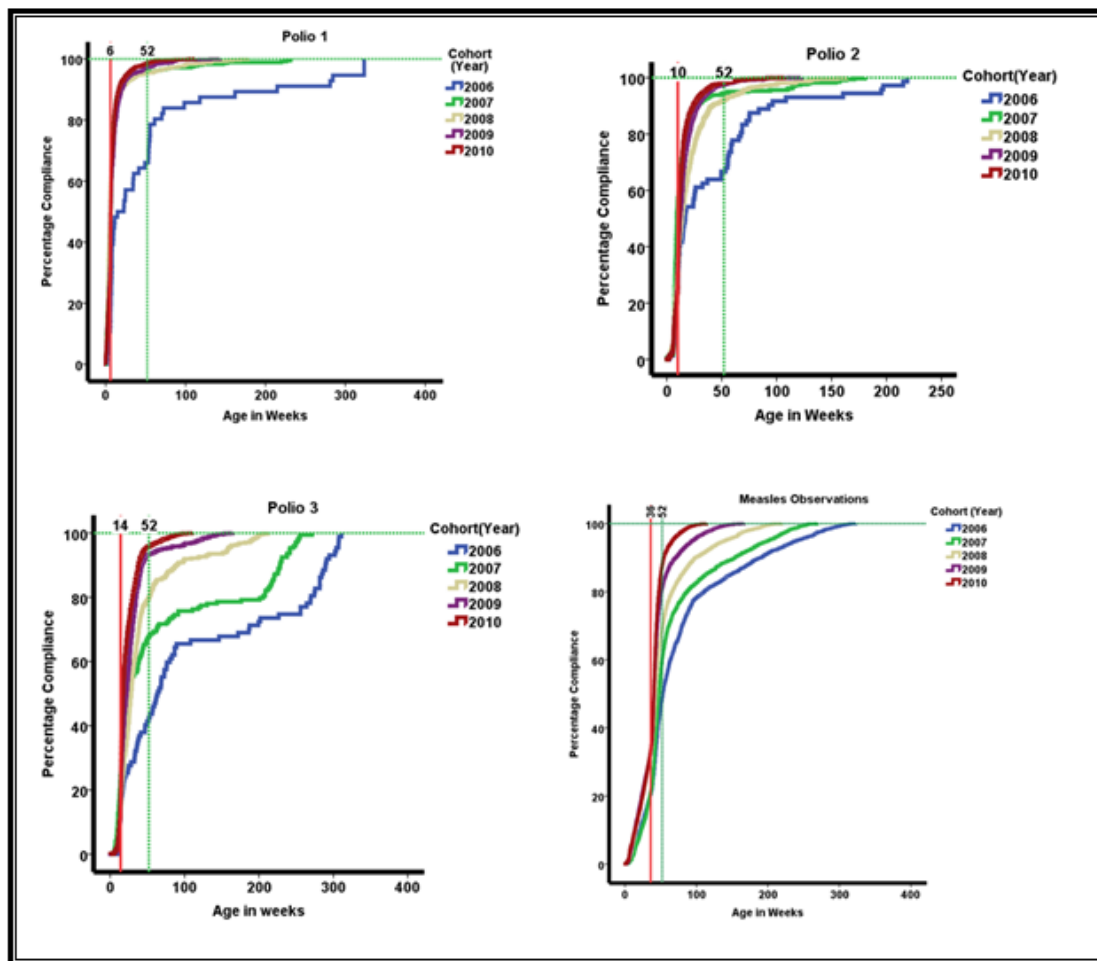 Polio 1
6 52
Cohort
(Year)
2006
2007
2008
2009
2010
Percentage Compliance
100
80
60
40
20
0
0 100 200 300 400
Age in Weeks
Polio 2
10 52
Cohort(Year)
2006
2007
2008
2009
2010
Percentage Compliance
100
80
60
40
20
0
0 50 100 150 200 250
Age in Weeks
Polio 3
14 52
Cohort(Year)
2006
2007
2008
2009
2010
Percentage Compliance
100
80
60
40
20
0
0 100 200 300 400
Age in weeks
Measles Observations
36 52
Cohort (Year)
2006
2007
2008
2009
2010
Percentage Compliance
100
80
60
40
20
0
0 100 200 300 400
Age in Weeks